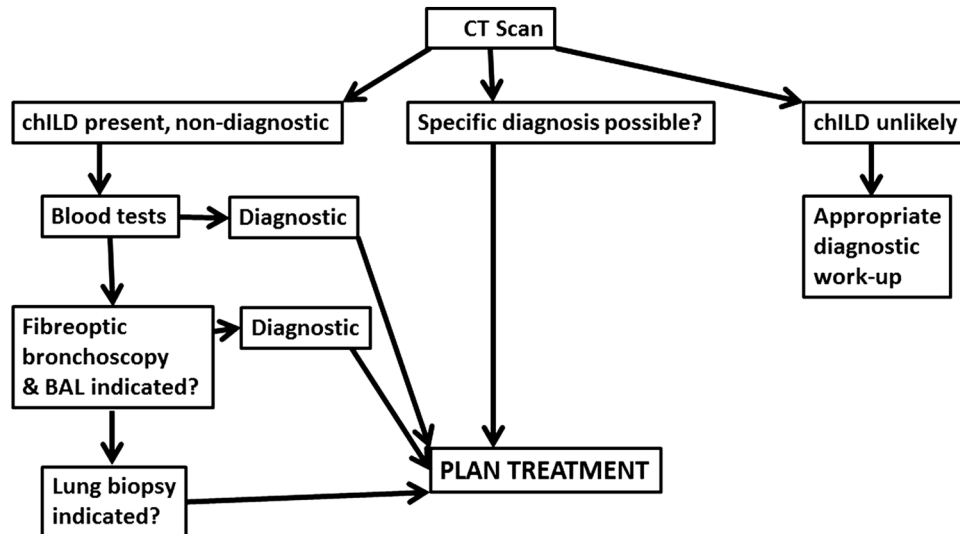 CT Scan
chILD present, non-diagnostic
Specific diagnosis possible?
chILD unlikely
Blood tests
Diagnostic
Appropriate
diagnostic
work-up
Fibreoptic
bronchoscopy
& BAL indicated?
Diagnostic
Lung biopsy
indicated?
PLAN TREATMENT